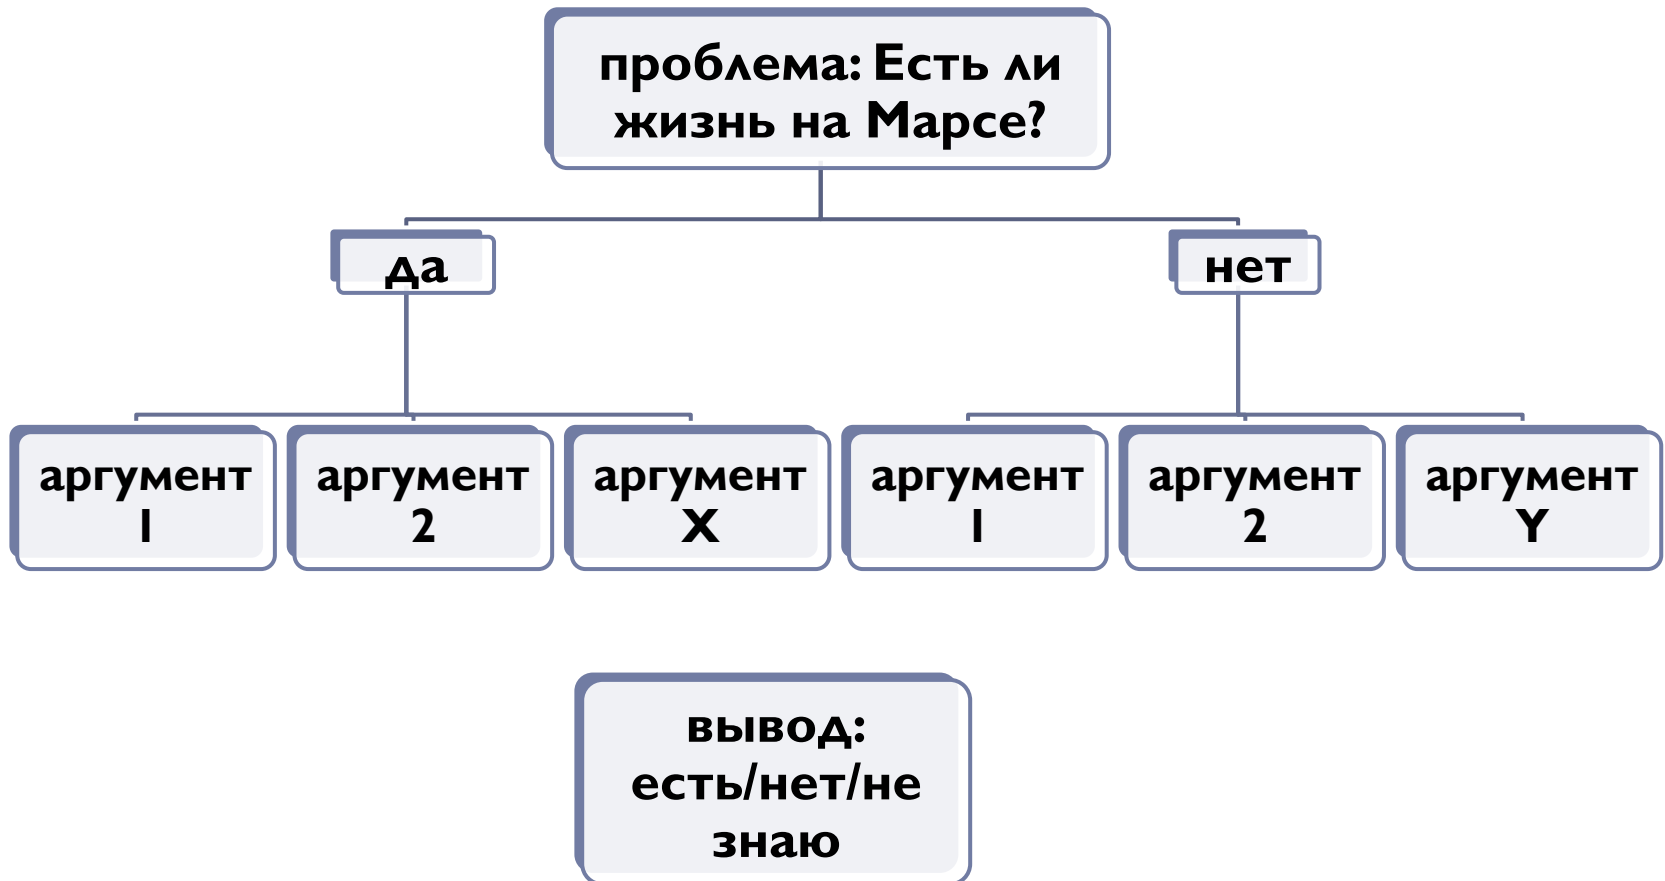 проблема: Есть ли
жизнь на Марсе?
да
нет
аргумент
1
аргумент
2
аргумент
X
аргумент
1
аргумент
2
аргумент
Y
вывод:
есть/нет/не
знаю